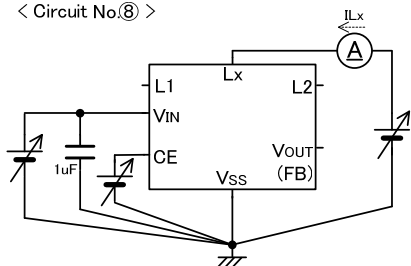 < Circuit No.⑧ >
ILx
A
L1
Lx
L2
VIN
1uF
CE
VOUT
(FB)
VSS